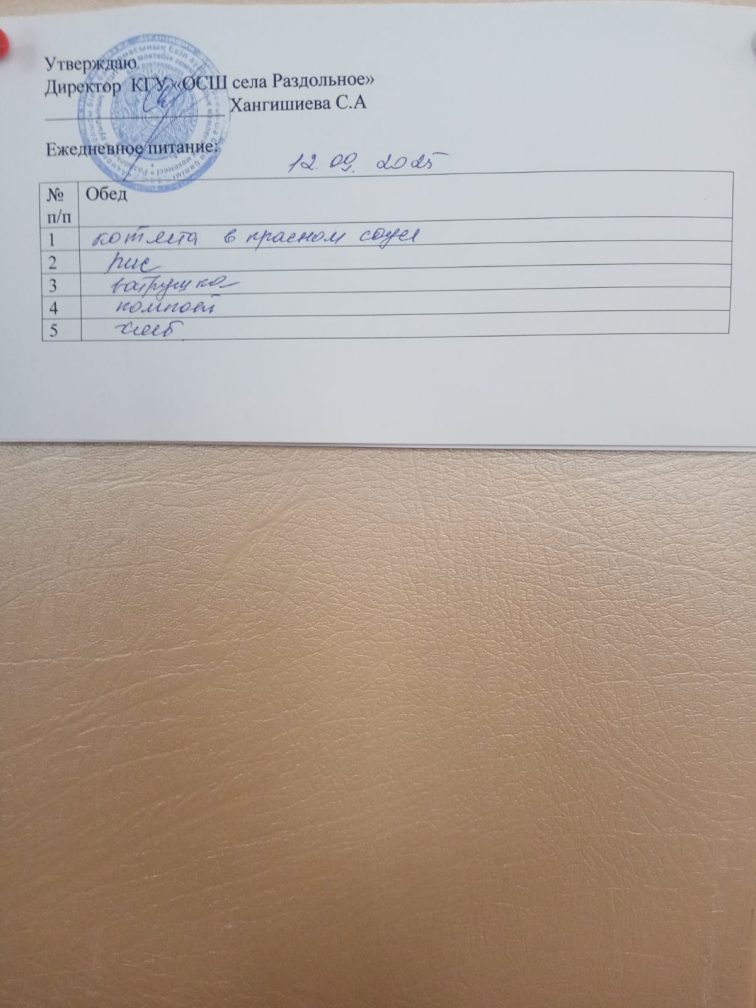 Утверждаю
Директор КГУ «ОСШ села Раздольное»
Хангишиева С.А
Ежедневное питание:
12.09.2025
№ п/п Обед
1 котлета в красном соусе
2 рис
3 ватрушка
4 компот
5 хлеб